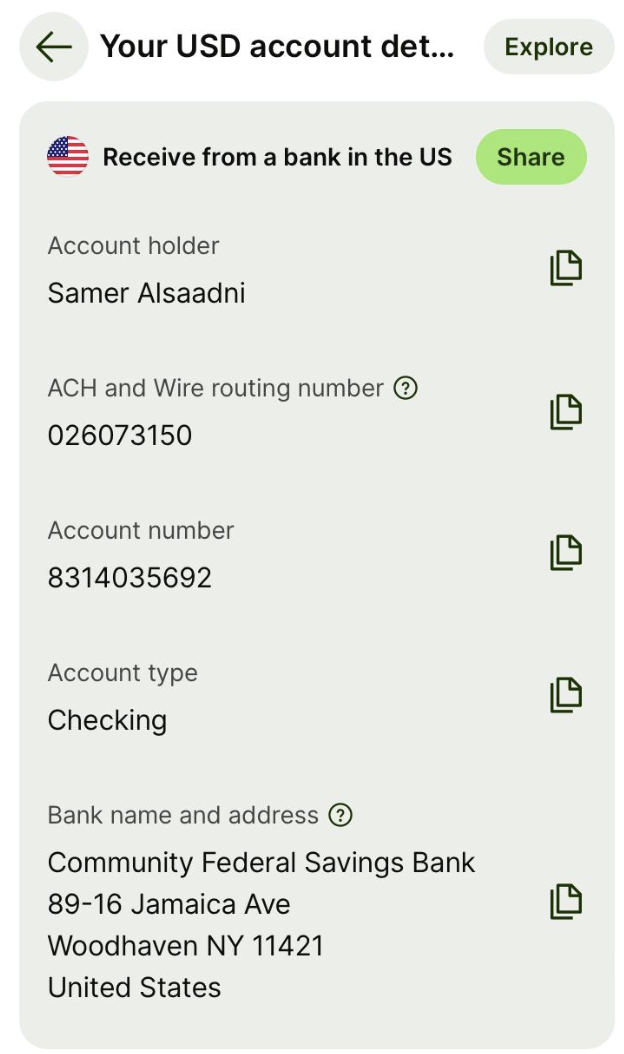 Your USD account det...
Explore
Receive from a bank in the US
Share
Account holder
Samer Alsaadni
ACH and Wire routing number ?
026073150
Account number
8314035692
Account type
Checking
Bank name and address ?
Community Federal Savings Bank
89-16 Jamaica Ave
Woodhaven NY 11421
United States